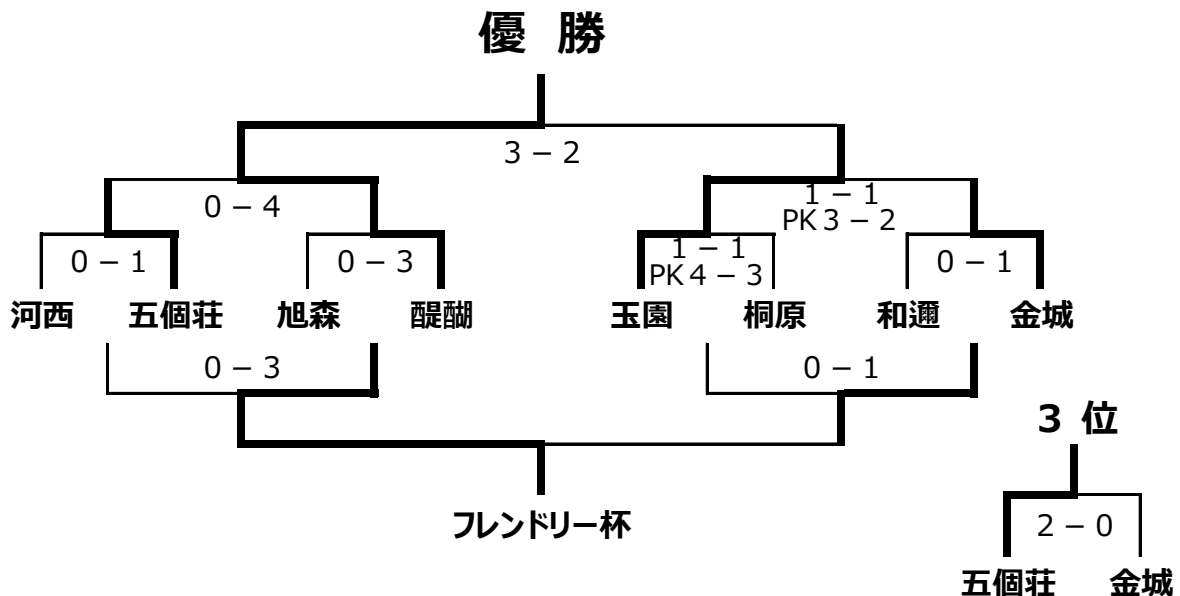 優 勝
3 – 2
0 – 4
1 – 1
PK 3 – 2
0 – 1
0 – 3
1 – 1
PK 4 – 3
0 – 1
河西 五個荘 旭森 醍醐 玉園 桐原 和邇 金城
0 – 3
0 – 1
3 位
フレンドリー杯
2 – 0
五個荘 金城